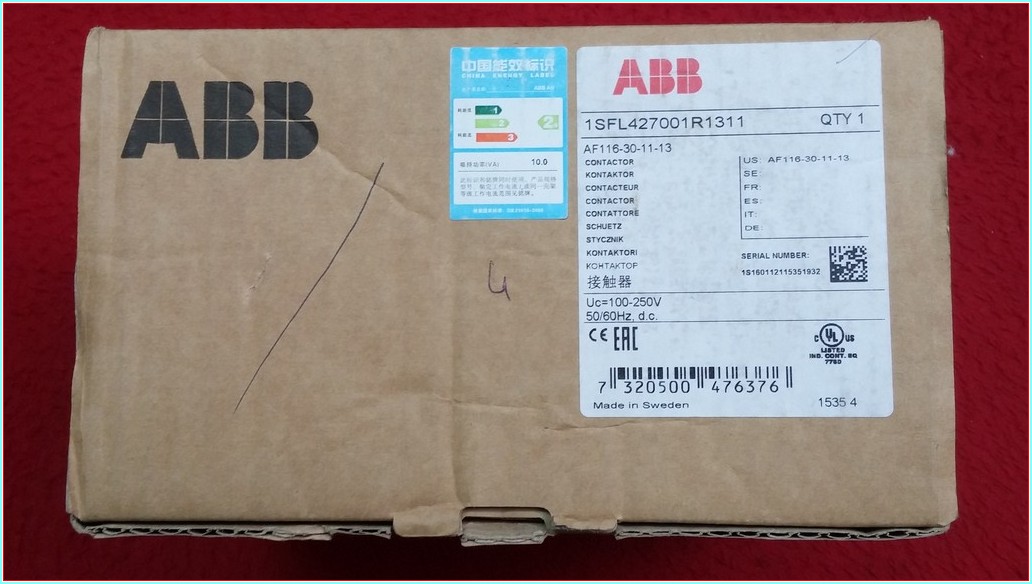 ABB
中国能效标识
CHINA ENERGY LABEL
1
2
3
2
10.0
4
ABB
1SFL427001R1311 QTY 1
AF116-30-11-13
CONTACTOR
KONTAKTOR
CONTACTEUR
CONTACTOR
CONTATTORE
SCHUETZ
STYCZNIK
KONTAKTORI
КОНТАКТОР
接触器
US: AF116-30-11-13
SE:
FR:
ES:
IT:
DE:
SERIAL NUMBER:
1S160112115351932
Uc=100-250V
50/60Hz, d.c.
CE EAC
C UL US
LISTED
IND. CONT. EQ
7 320500 476376
Made in Sweden
1535 4